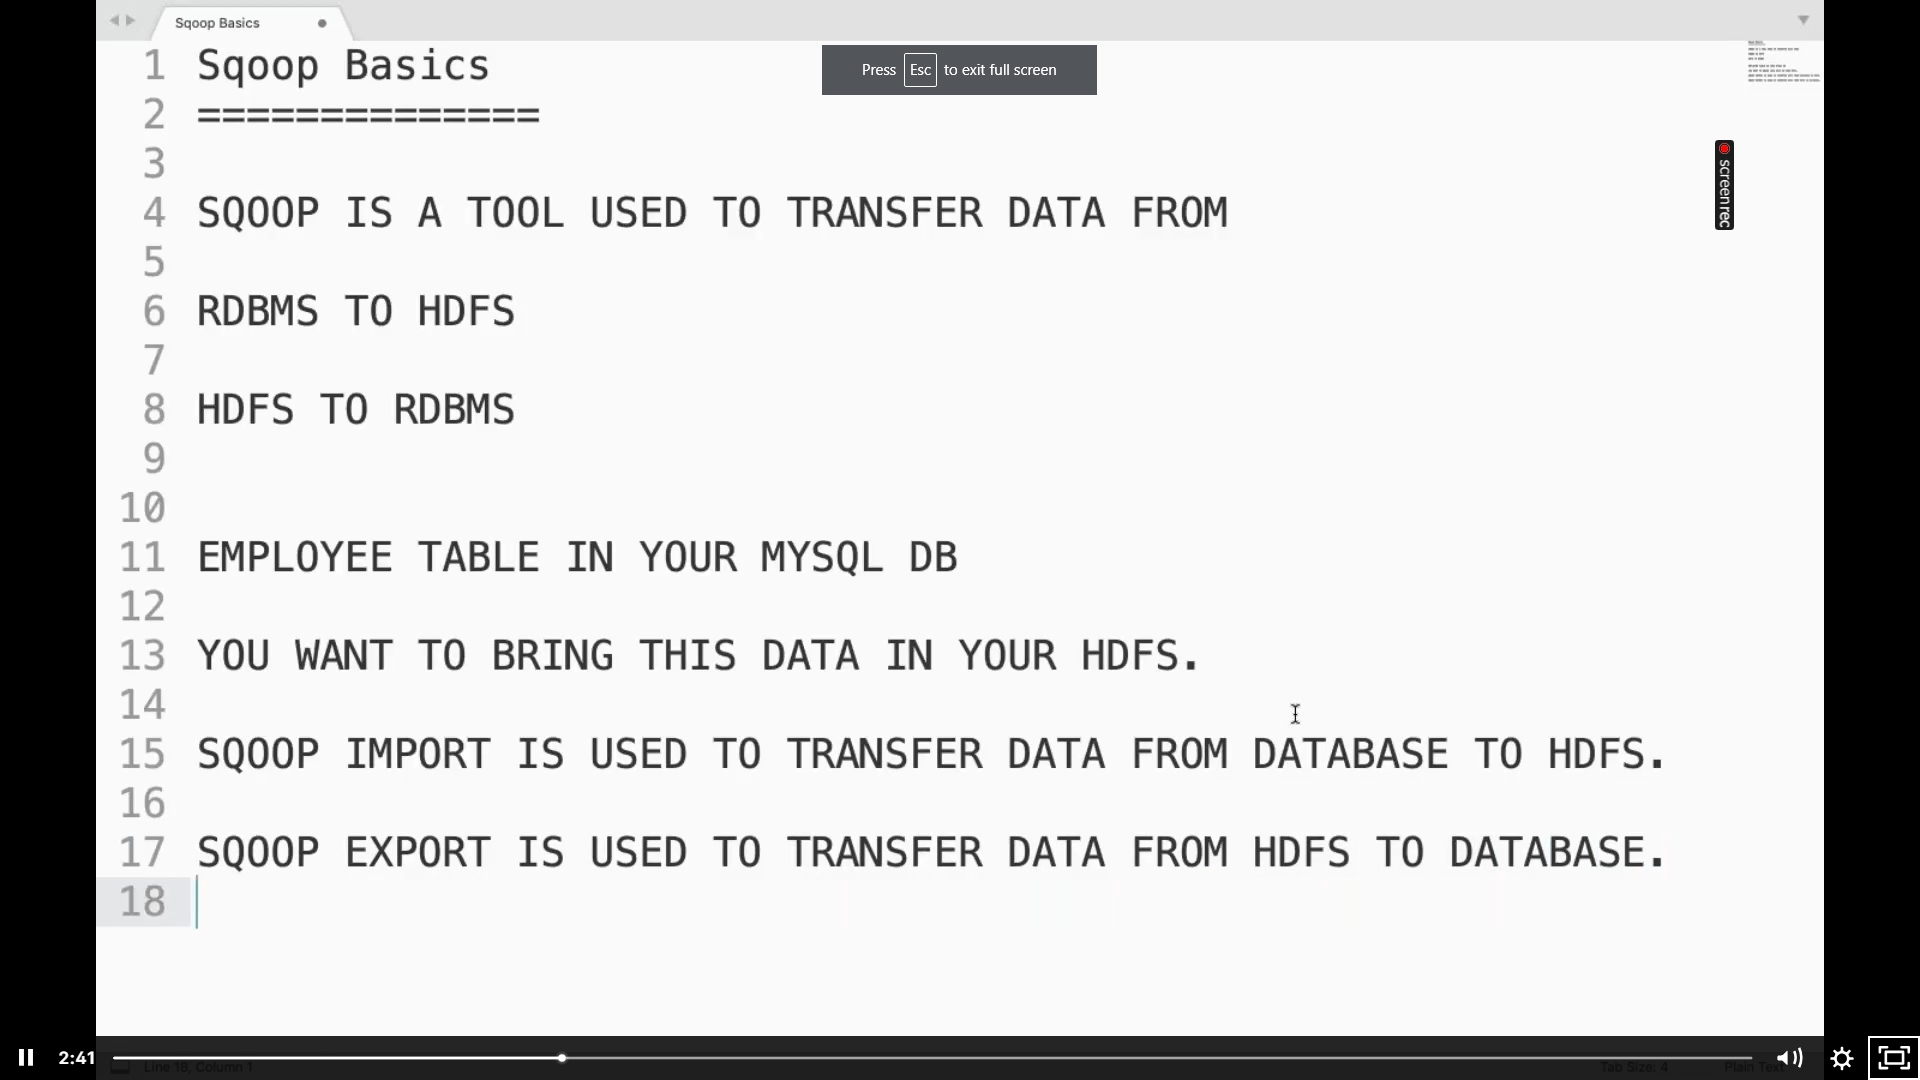 Sqoop Basics
Press Esc to exit full screen
1 Sqoop Basics
2 ==============
3
4 SQOOP IS A TOOL USED TO TRANSFER DATA FROM
5
6 RDBMS TO HDFS
7
8 HDFS TO RDBMS
9
10
11 EMPLOYEE TABLE IN YOUR MYSQL DB
12
13 YOU WANT TO BRING THIS DATA IN YOUR HDFS.
14
15 SQOOP IMPORT IS USED TO TRANSFER DATA FROM DATABASE TO HDFS.
16
17 SQOOP EXPORT IS USED TO TRANSFER DATA FROM HDFS TO DATABASE.
18
screenrec
2:41
Line 18, Column 1
Tab Size: 4
Plain Text